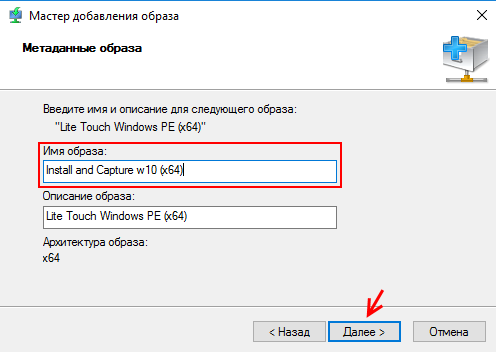 Мастер добавления образа
Метаданные образа
Введите имя и описание для следующего образа:
"Lite Touch Windows PE (x64)"
Имя образа:
Install and Capture w10 (x64)
Описание образа:
Lite Touch Windows PE (x64)
Архитектура образа:
x64
< Назад Далее > Отмена